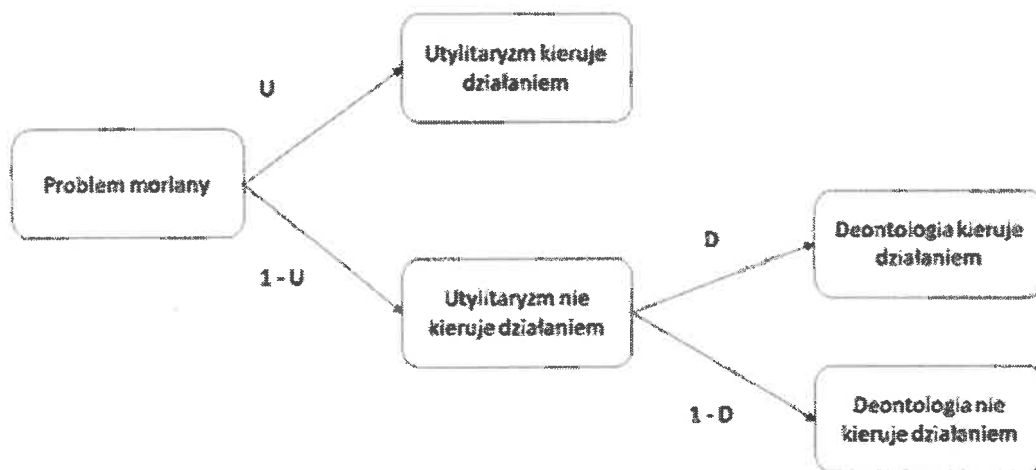 Utylitaryzm kieruje
działaniem
U
Problem morlany
1 - U
Utylitaryzm nie
kieruje działaniem
D
Deontologia kieruje
działaniem
1 - D
Deontologia nie
kieruje działaniem